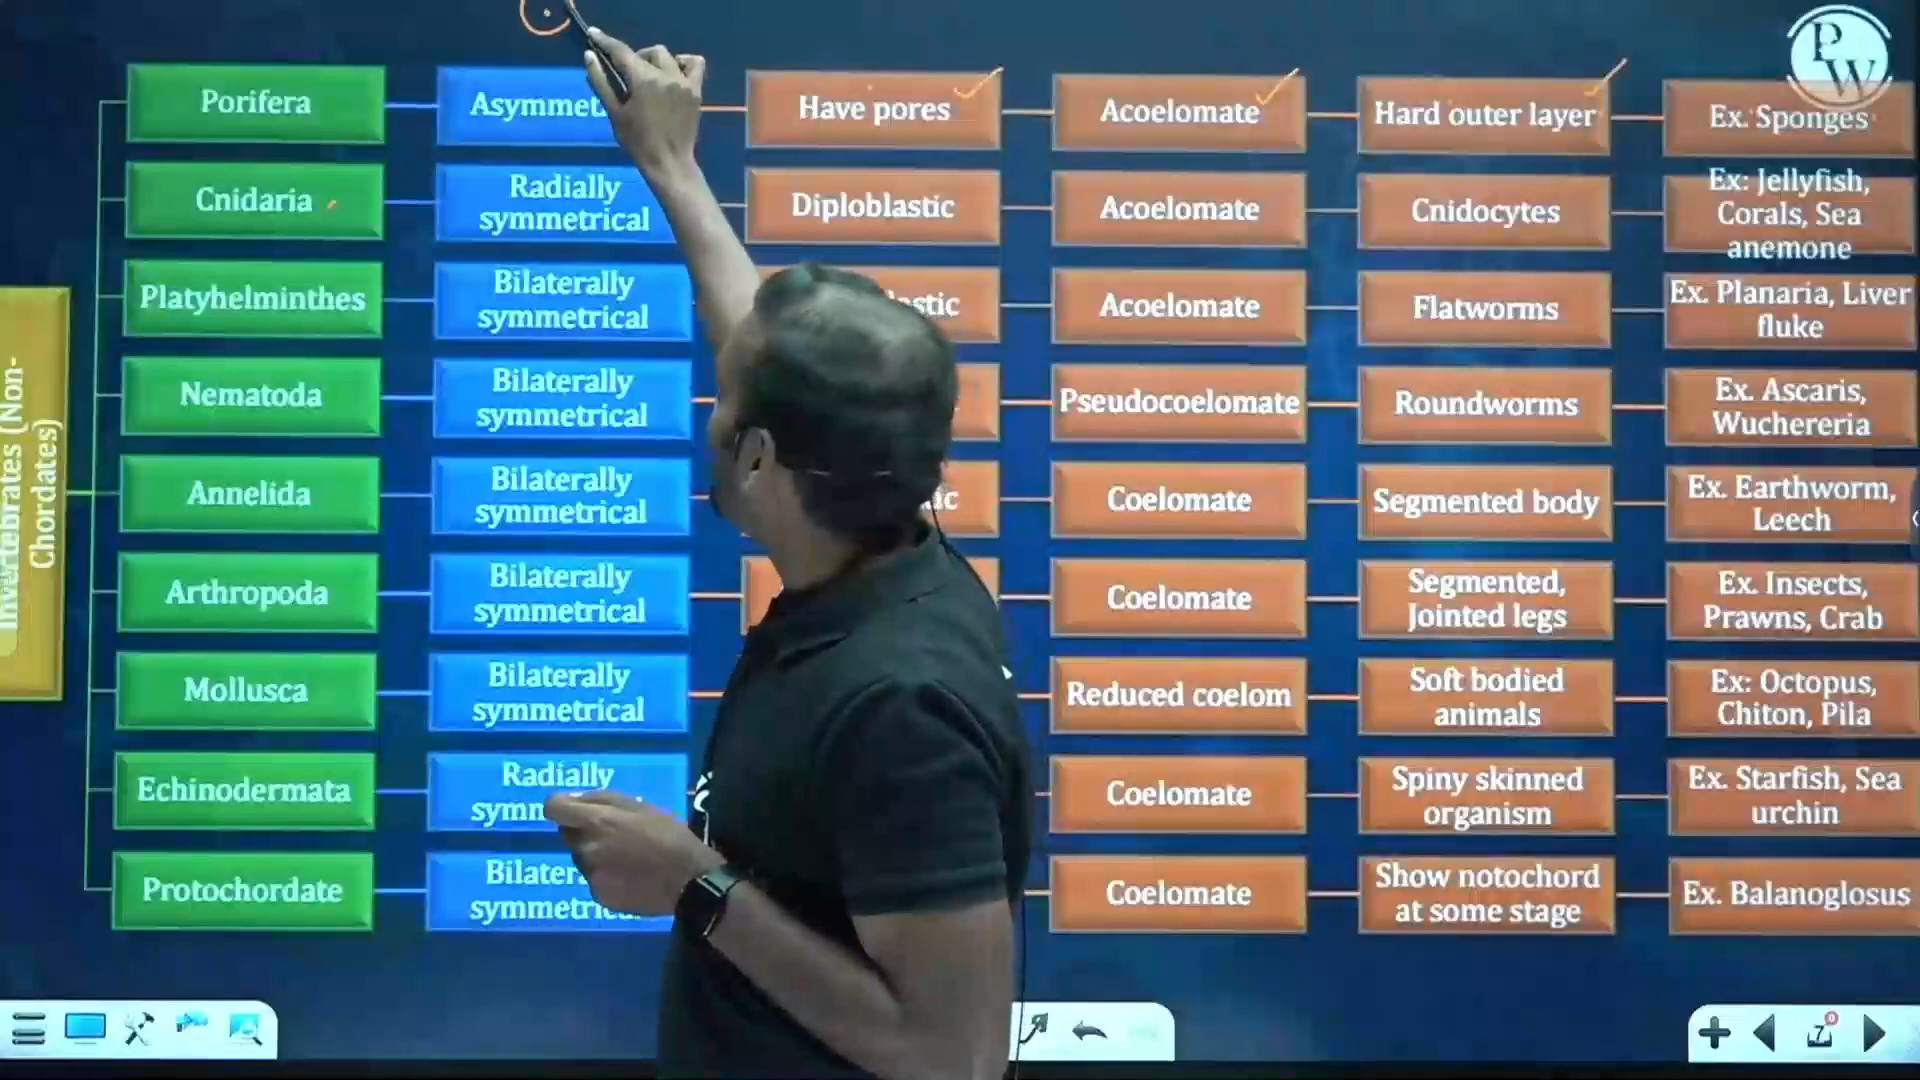 PW
Invertebrates (Non-
Chordates)
Porifera
Have pores
Acoelomate
Hard outer layer
Ex. Sponges
Cnidaria
Radially
symmetrical
Diploblastic
Acoelomate
Cnidocytes
Ex: Jellyfish,
Corals, Sea
anemone
Platyhelminthes
Bilaterally
symmetrical
Acoelomate
Flatworms
Ex. Planaria, Liver
fluke
Nematoda
Bilaterally
symmetrical
Pseudocoelomate
Roundworms
Ex. Ascaris,
Wuchereria
Annelida
Bilaterally
symmetrical
Coelomate
Segmented body
Ex. Earthworm,
Leech
Arthropoda
Bilaterally
symmetrical
Coelomate
Segmented,
Jointed legs
Ex. Insects,
Prawns, Crab
Mollusca
Bilaterally
symmetrical
Reduced coelom
Soft bodied
animals
Ex: Octopus,
Chiton, Pila
Echinodermata
Radially
Coelomate
Spiny skinned
organism
Ex. Starfish, Sea
urchin
Protochordate
Coelomate
Show notochord
at some stage
Ex. Balanoglosus
7